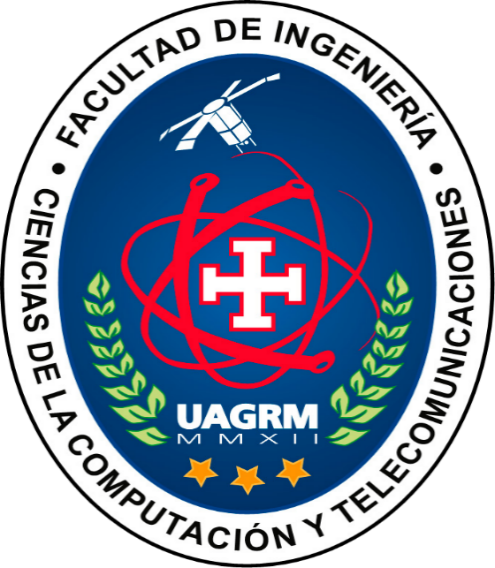 FACULTAD DE INGENIERÍA
CIENCIAS DE LA COMPUTACIÓN Y TELECOMUNICACIONES
UAGRM
MMXII